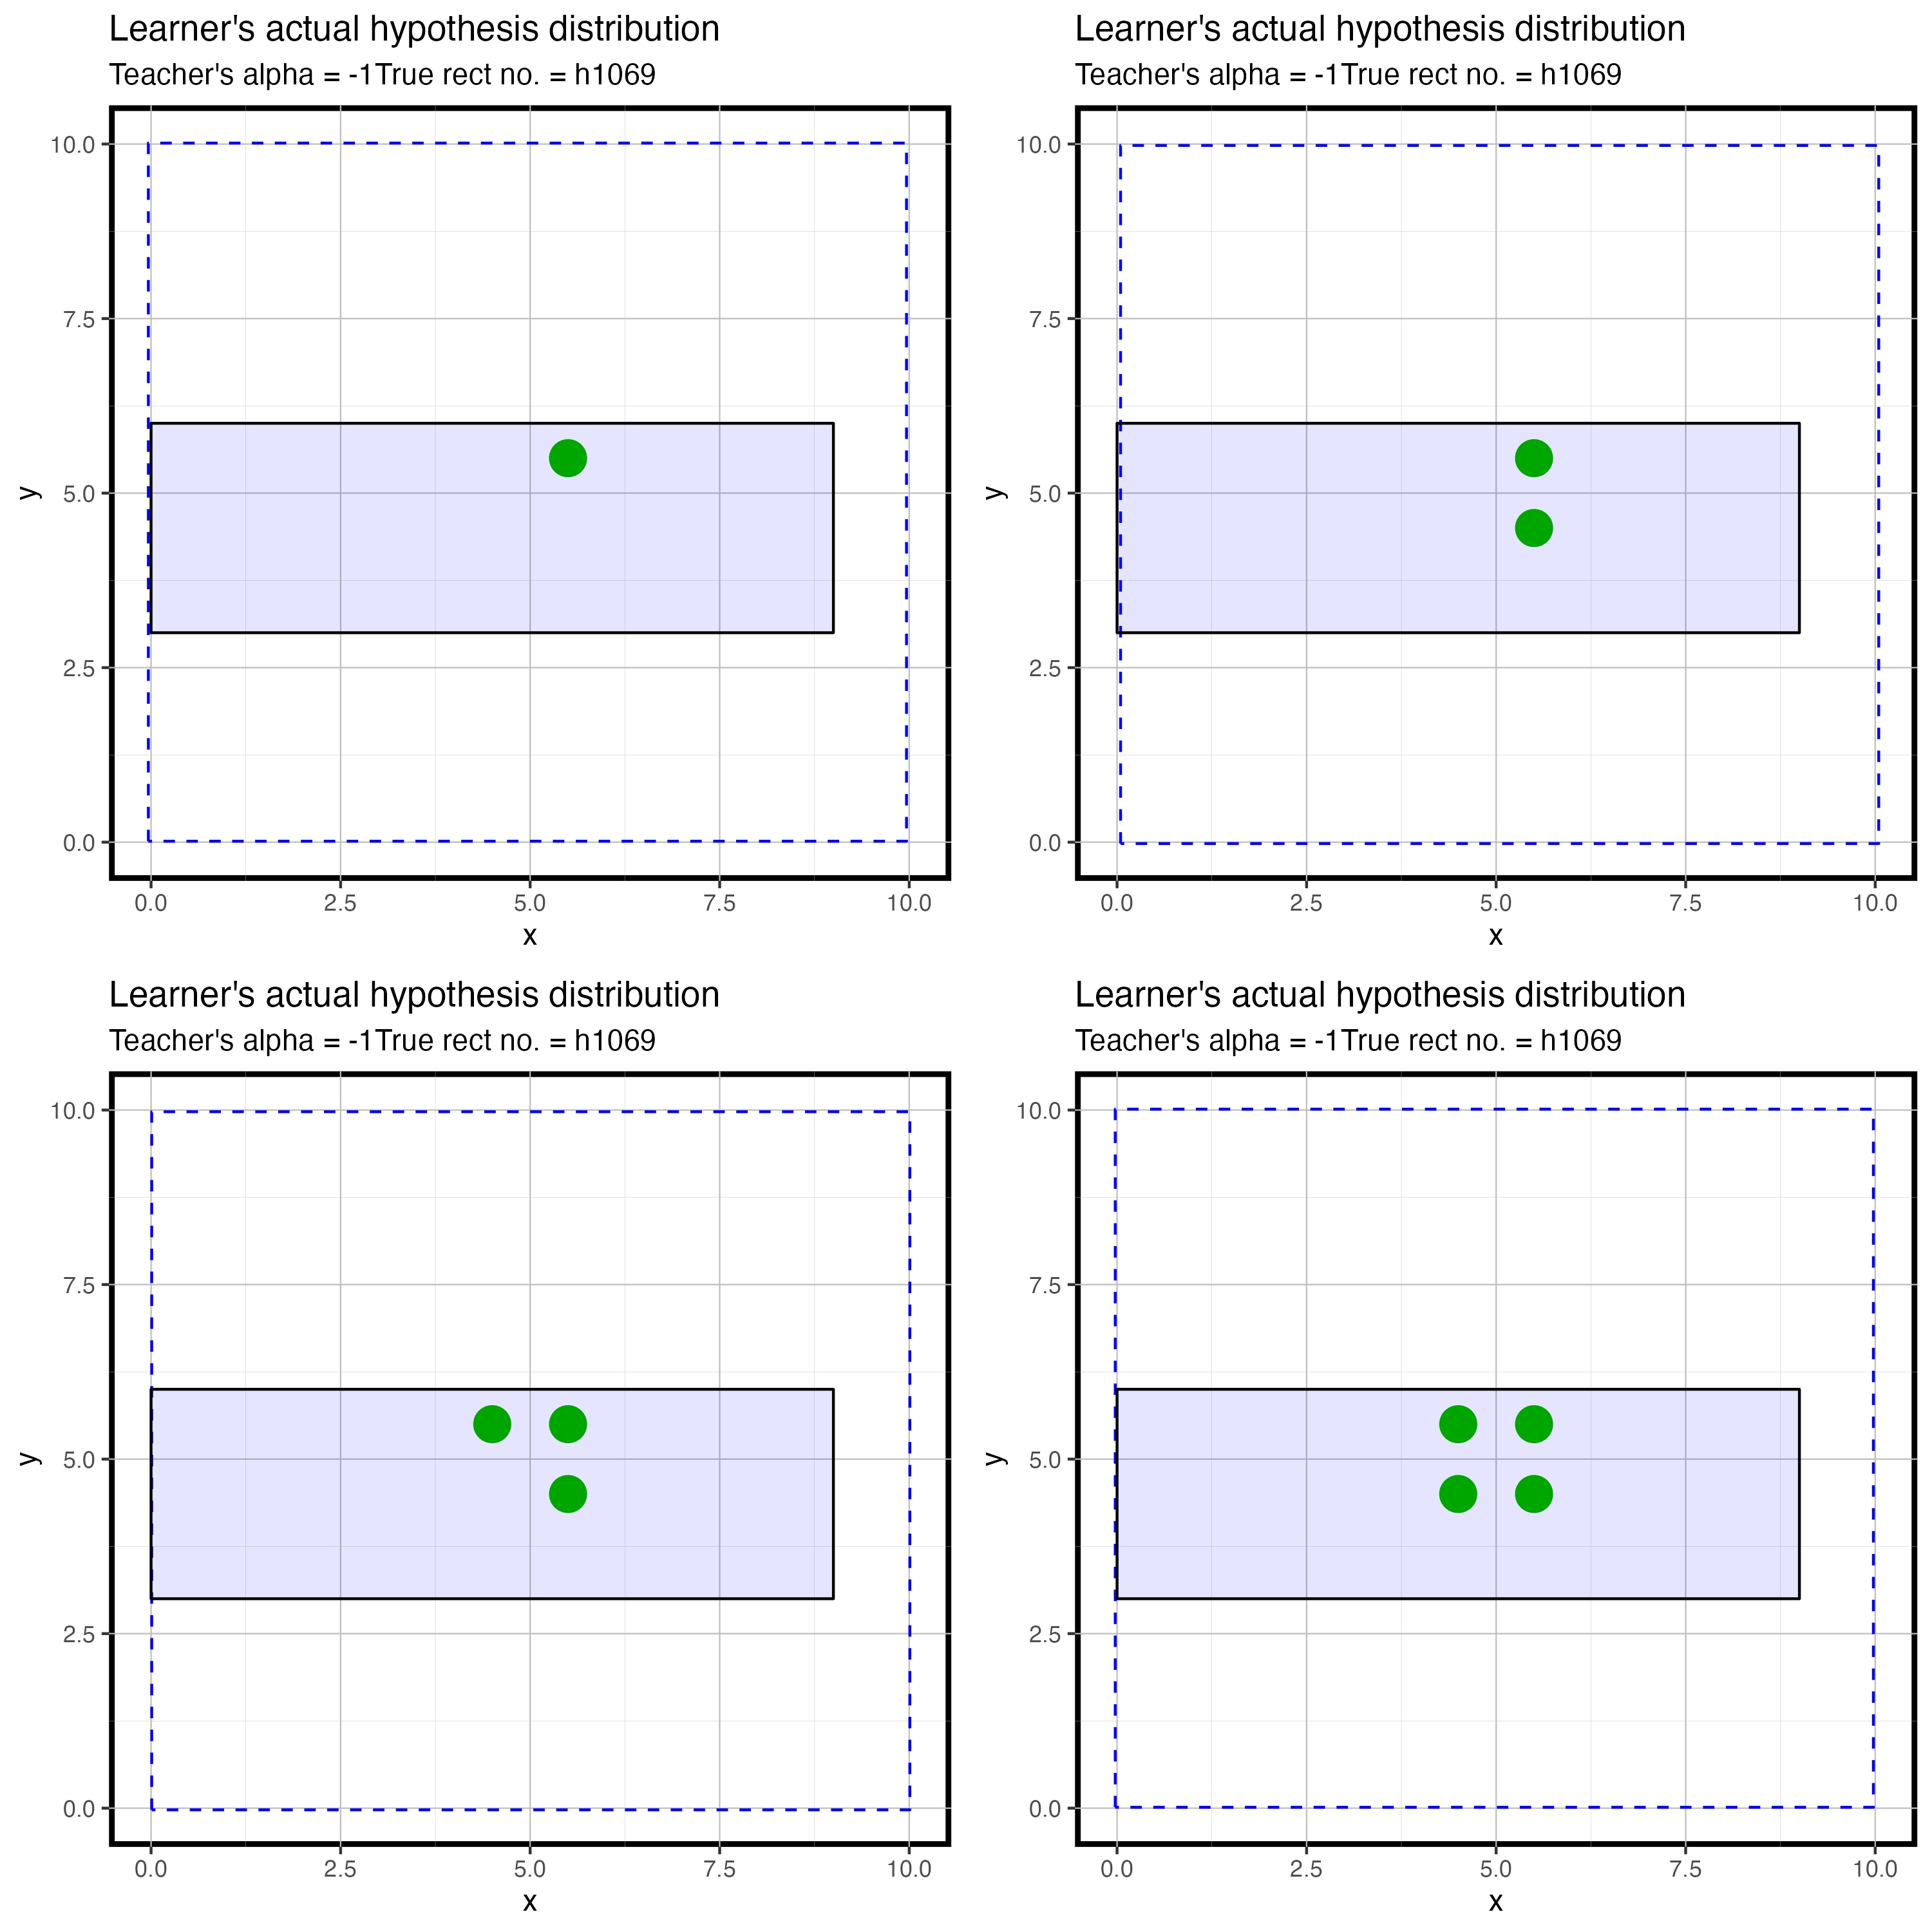 Learner's actual hypothesis distribution
Teacher's alpha = -1True rect no. = h1069
10.0
7.5
5.0
2.5
0.0
y
0.0 2.5 5.0 7.5 10.0
x
Learner's actual hypothesis distribution
Teacher's alpha = -1True rect no. = h1069
10.0
7.5
5.0
2.5
0.0
y
0.0 2.5 5.0 7.5 10.0
x
Learner's actual hypothesis distribution
Teacher's alpha = -1True rect no. = h1069
10.0
7.5
5.0
2.5
0.0
y
0.0 2.5 5.0 7.5 10.0
x
Learner's actual hypothesis distribution
Teacher's alpha = -1True rect no. = h1069
10.0
7.5
5.0
2.5
0.0
y
0.0 2.5 5.0 7.5 10.0
x